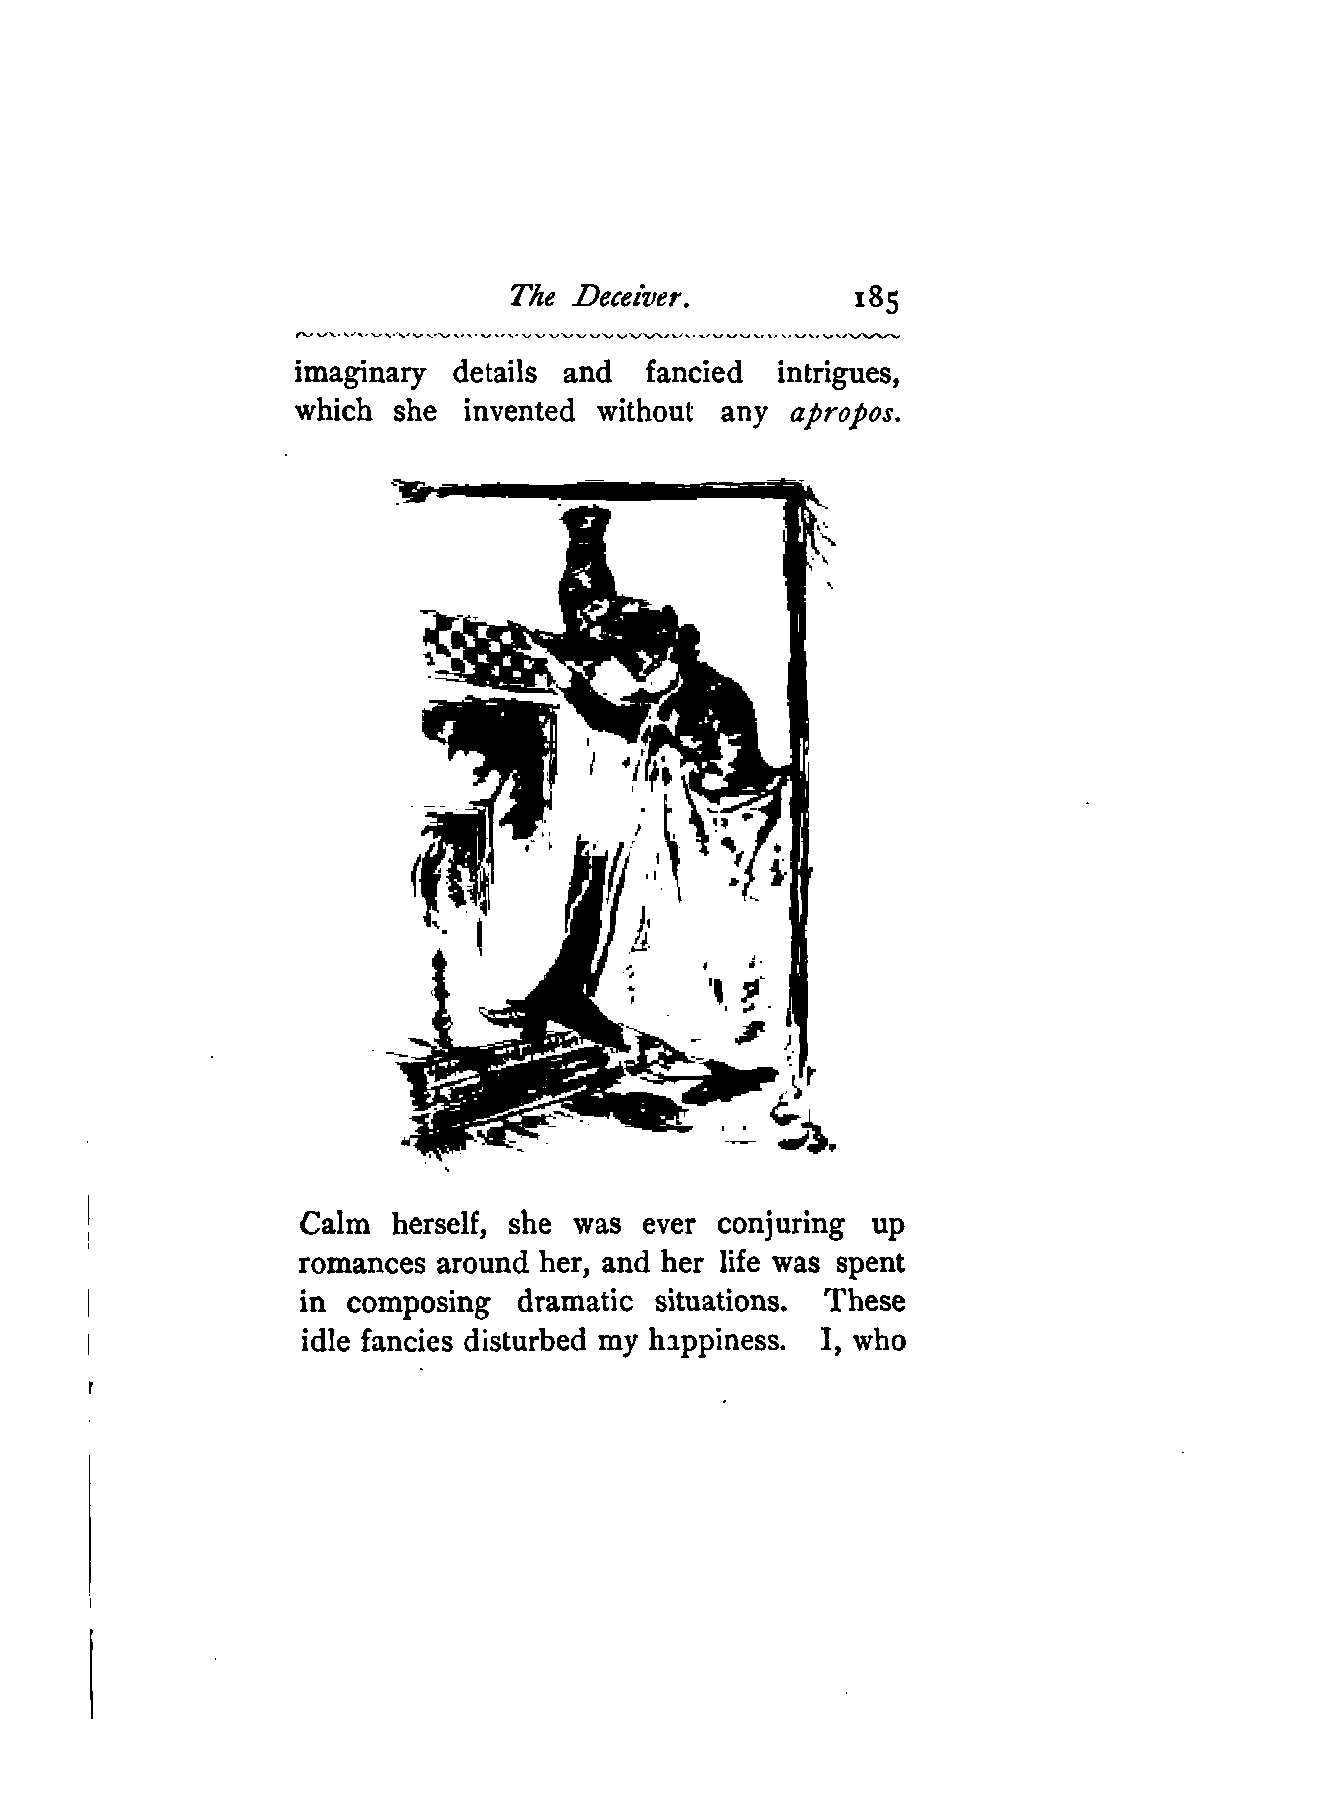 The Deceiver. 185
imaginary details and fancied intrigues,
which she invented without any apropos.
Calm herself, she was ever conjuring up
romances around her, and her life was spent
in composing dramatic situations. These
idle fancies disturbed my happiness. I, who